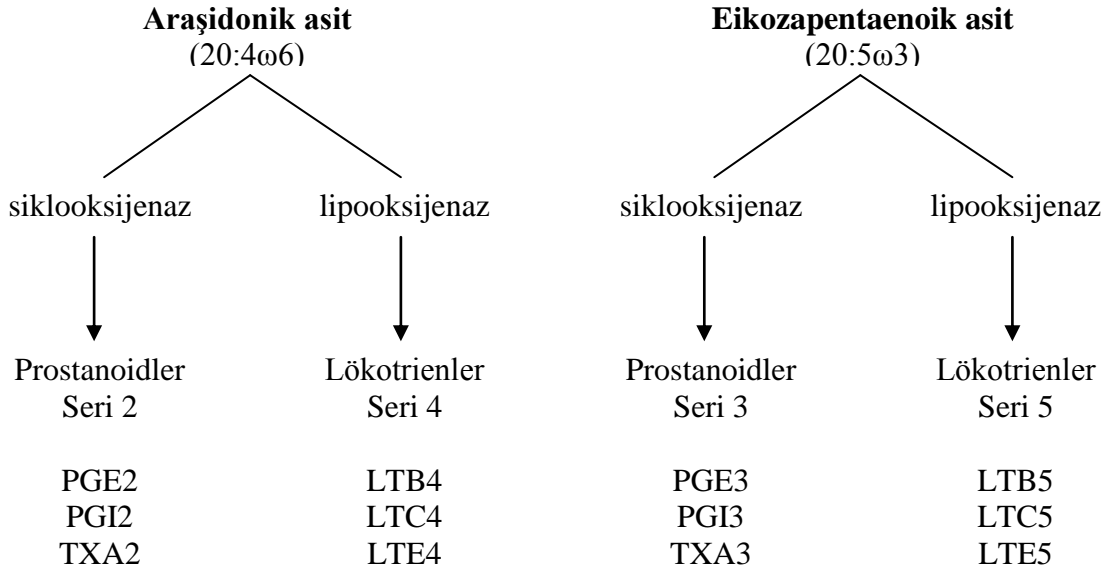 Araşidonik asit
(20:4ω6)
siklooksijenaz
lipooksijenaz
Prostanoidler
Seri 2
Lökotrienler
Seri 4
PGE2
PGI2
TXA2
LTB4
LTC4
LTE4
Eikozapentaenoik asit
(20:5ω3)
siklooksijenaz
lipooksijenaz
Prostanoidler
Seri 3
Lökotrienler
Seri 5
PGE3
PGI3
TXA3
LTB5
LTC5
LTE5